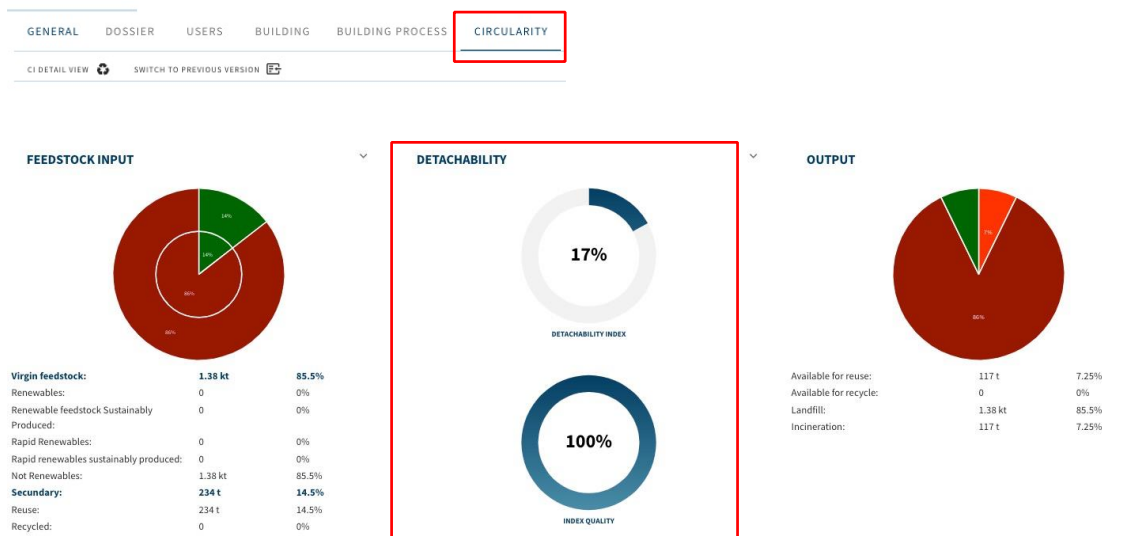 GENERAL DOSSIER USERS BUILDING BUILDING PROCESS CIRCULARITY
CI DETAIL VIEW SWITCH TO PREVIOUS VERSION
FEEDSTOCK INPUT
14%
14%
86%
86%
Virgin feedstock: 1.38 kt 85.5%
Renewables: 0 0%
Renewable feedstock Sustainably 0 0%
Produced:
Rapid Renewables: 0 0%
Rapid renewables sustainably produced: 0 0%
Not Renewables: 1.38 kt 85.5%
Secundary: 234 t 14.5%
Reuse: 234 t 14.5%
Recycled: 0 0%
DETACHABILITY
17%
DETACHABILITY INDEX
100%
INDEX QUALITY
OUTPUT
7%
86%
Available for reuse: 117 t 7.25%
Available for recycle: 0 0%
Landfill: 1.38 kt 85.5%
Incineration: 117 t 7.25%